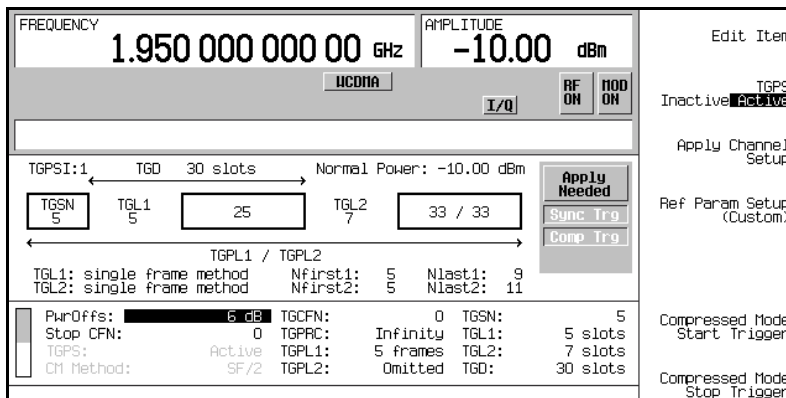 FREQUENCY
1.950 000 000 00 GHz
AMPLITUDE
-10.00 dBm
WCDMA
I/Q
RF ON
MOD ON
TGPSI:1
TGD 30 slots
Normal Power: -10.00 dBm
TGSN 5
TGL1 5
25
TGL2 7
33 / 33
TGPL1 / TGPL2
TGL1: single frame method Nfirst1: 5 Nlast1: 9
TGL2: single frame method Nfirst2: 5 Nlast2: 11
Apply Needed
Sync Trg
Comp Trg
PwrOffs: 6 dB TGCFN: 0 TGSN: 5
Stop CFN: 0 TGPRC: Infinity TGL1: 5 slots
TGPS: Active TGPL1: 5 frames TGL2: 7 slots
CM Method: SF/2 TGPL2: Omitted TGD: 30 slots
Edit Item
TGPS
Inactive Active
Apply Channel
Setup
Ref Param Setup
(Custom)
Compressed Mode
Start Trigger
Compressed Mode
Stop Trigger